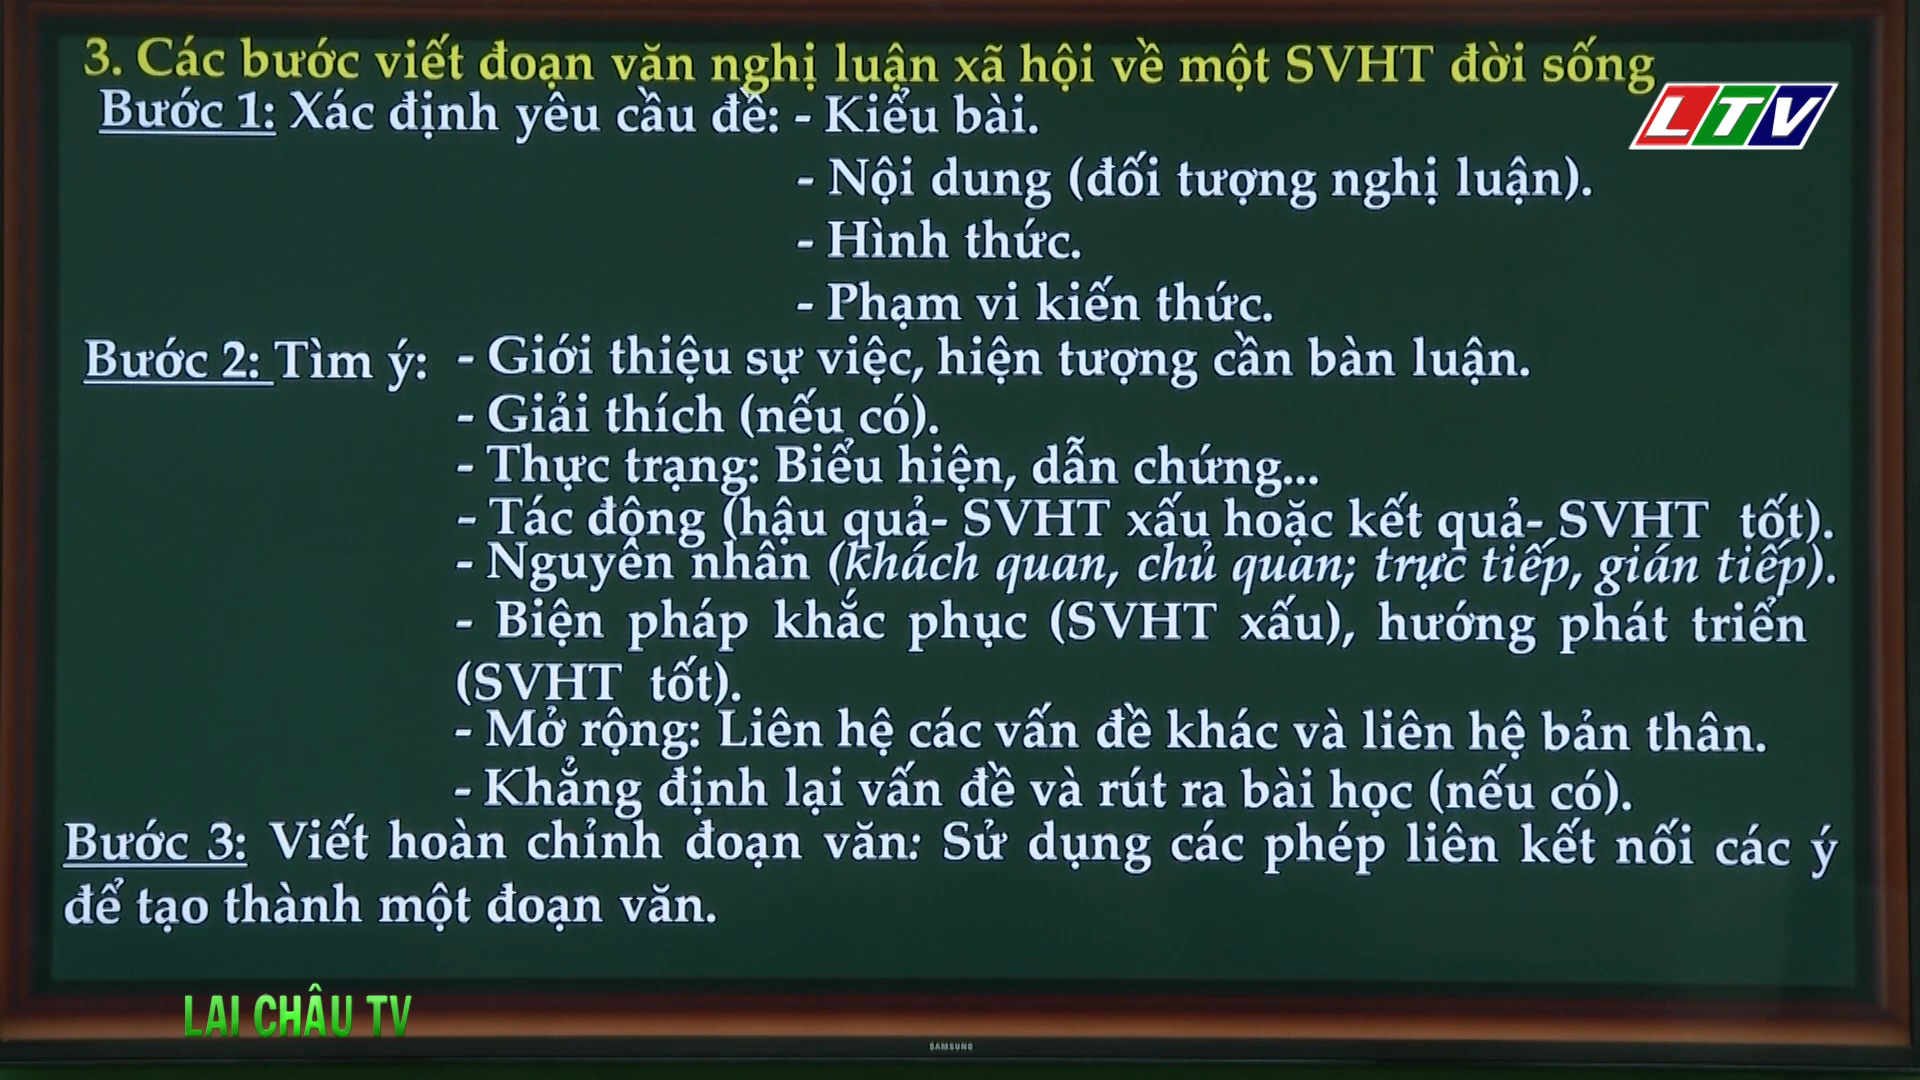 3. Các bước viết đoạn văn nghị luận xã hội về một SVHT đời sống
LTV
Bước 1: Xác định yêu cầu đề: - Kiểu bài.
- Nội dung (đối tượng nghị luận).
- Hình thức.
- Phạm vi kiến thức.
Bước 2: Tìm ý: - Giới thiệu sự việc, hiện tượng cần bàn luận.
- Giải thích (nếu có).
- Thực trạng: Biểu hiện, dẫn chứng...
- Tác động (hậu quả- SVHT xấu hoặc kết quả- SVHT tốt).
- Nguyên nhân (khách quan, chủ quan; trực tiếp, gián tiếp).
- Biện pháp khắc phục (SVHT xấu), hướng phát triển
(SVHT tốt).
- Mở rộng: Liên hệ các vấn đề khác và liên hệ bản thân.
- Khẳng định lại vấn đề và rút ra bài học (nếu có).
Bước 3: Viết hoàn chỉnh đoạn văn: Sử dụng các phép liên kết nối các ý
để tạo thành một đoạn văn.
LAI CHÂU TV
SAMSUNG